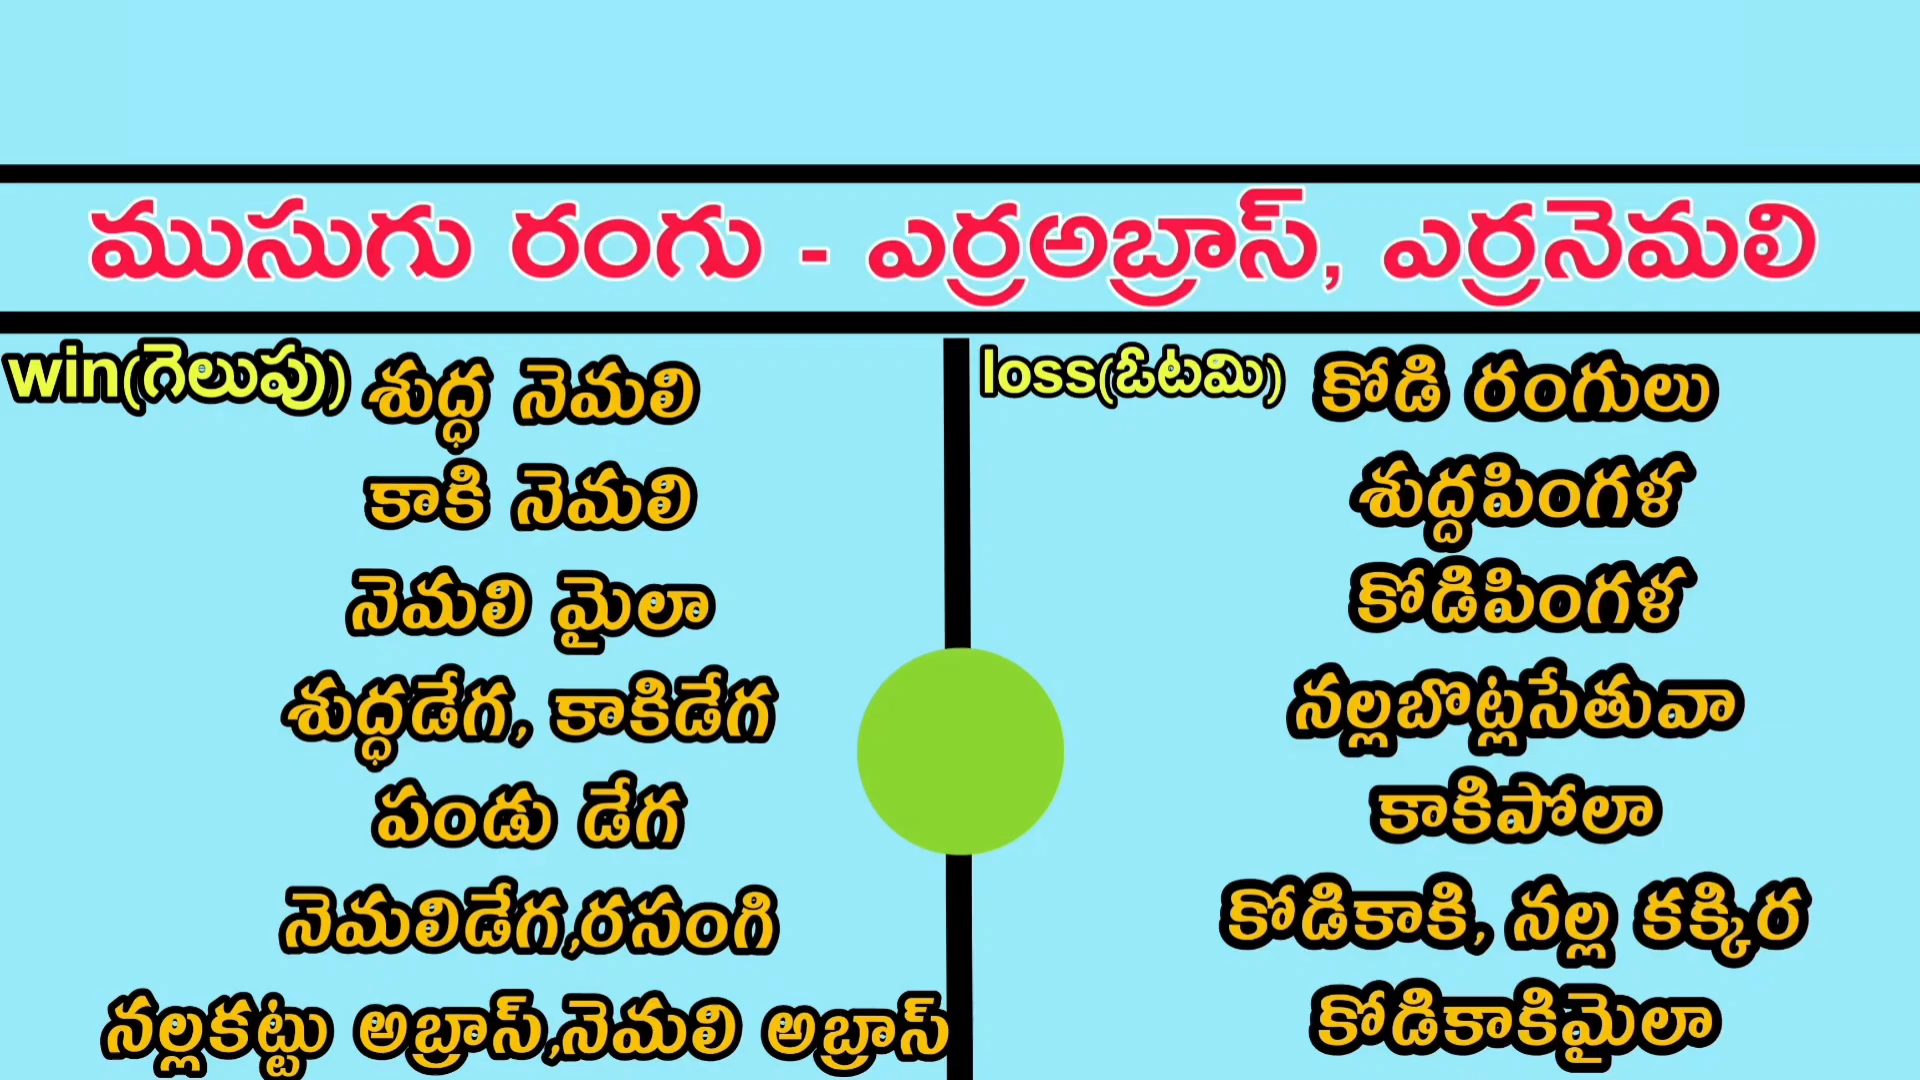 ముసుగు రంగు - ఎర్రఅబ్రాస్, ఎర్రనెమలి
win(గెలుపు) శుద్ధ నెమలి
కాకి నెమలి
నెమలి మైలా
శుద్ధడేగ, కాకిడేగ
పండు డేగ
నెమలిడేగ,రసంగి
నల్లకట్టు అబ్రాస్,నెమలి అబ్రాస్
loss(ఓటమి) కోడి రంగులు
శుద్దపింగళ
కోడిపింగళ
నల్లబొట్లసేతువా
కాకిపోలా
కోడికాకి, నల్ల కక్కిర
కోడికాకిమైలా